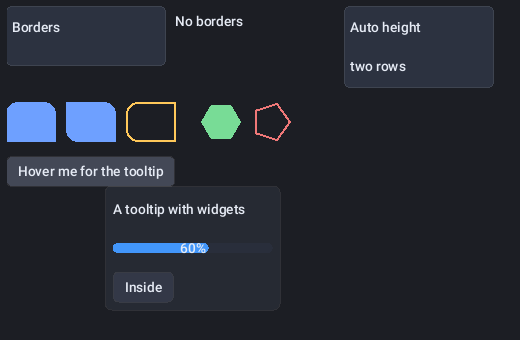 Borders
No borders
Auto height
two rows
Hover me for the tooltip
A tooltip with widgets
60%
Inside